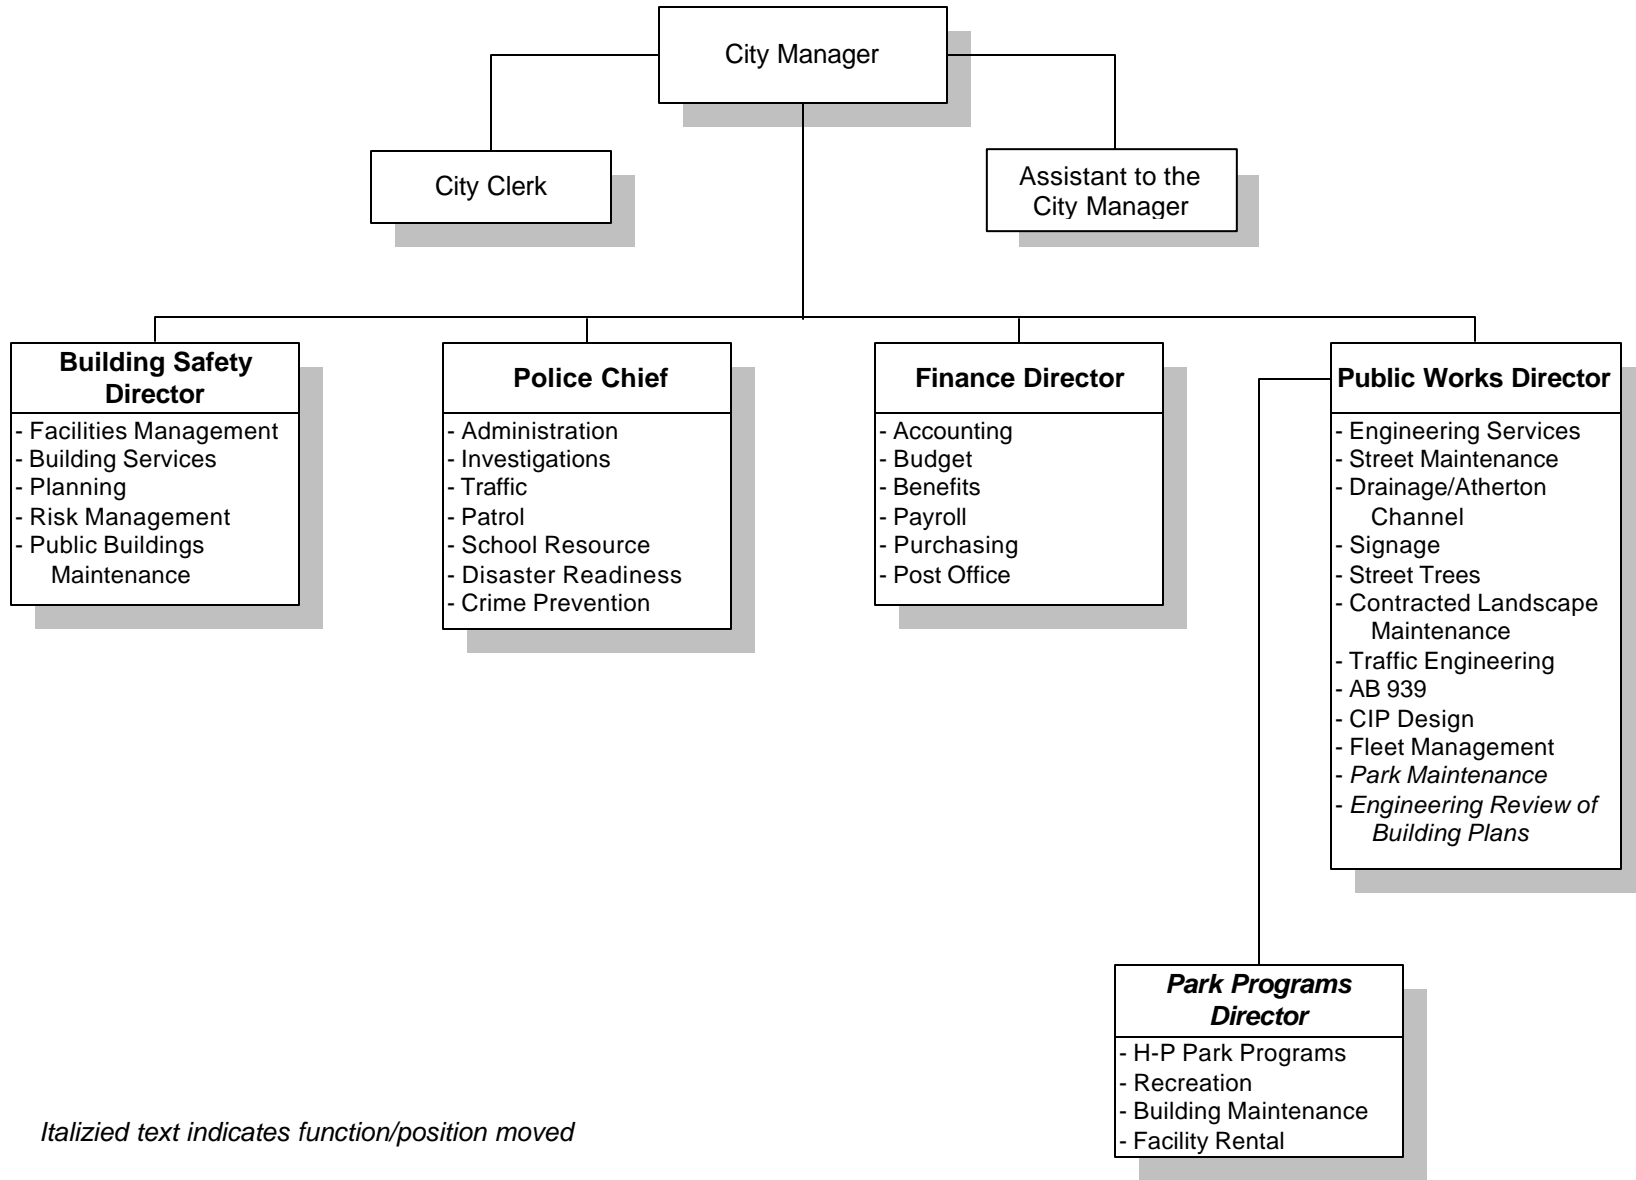 City Manager
City Clerk
Assistant to the
City Manager
Building Safety
Director
- Facilities Management
- Building Services
- Planning
- Risk Management
- Public Buildings
Maintenance
Police Chief
- Administration
- Investigations
- Traffic
- Patrol
- School Resource
- Disaster Readiness
- Crime Prevention
Finance Director
- Accounting
- Budget
- Benefits
- Payroll
- Purchasing
- Post Office
Public Works Director
- Engineering Services
- Street Maintenance
- Drainage/Atherton
Channel
- Signage
- Street Trees
- Contracted Landscape
Maintenance
- Traffic Engineering
- AB 939
- CIP Design
- Fleet Management
- Park Maintenance
- Engineering Review of
Building Plans
Park Programs
Director
- H-P Park Programs
- Recreation
- Building Maintenance
- Facility Rental
Italizied text indicates function/position moved